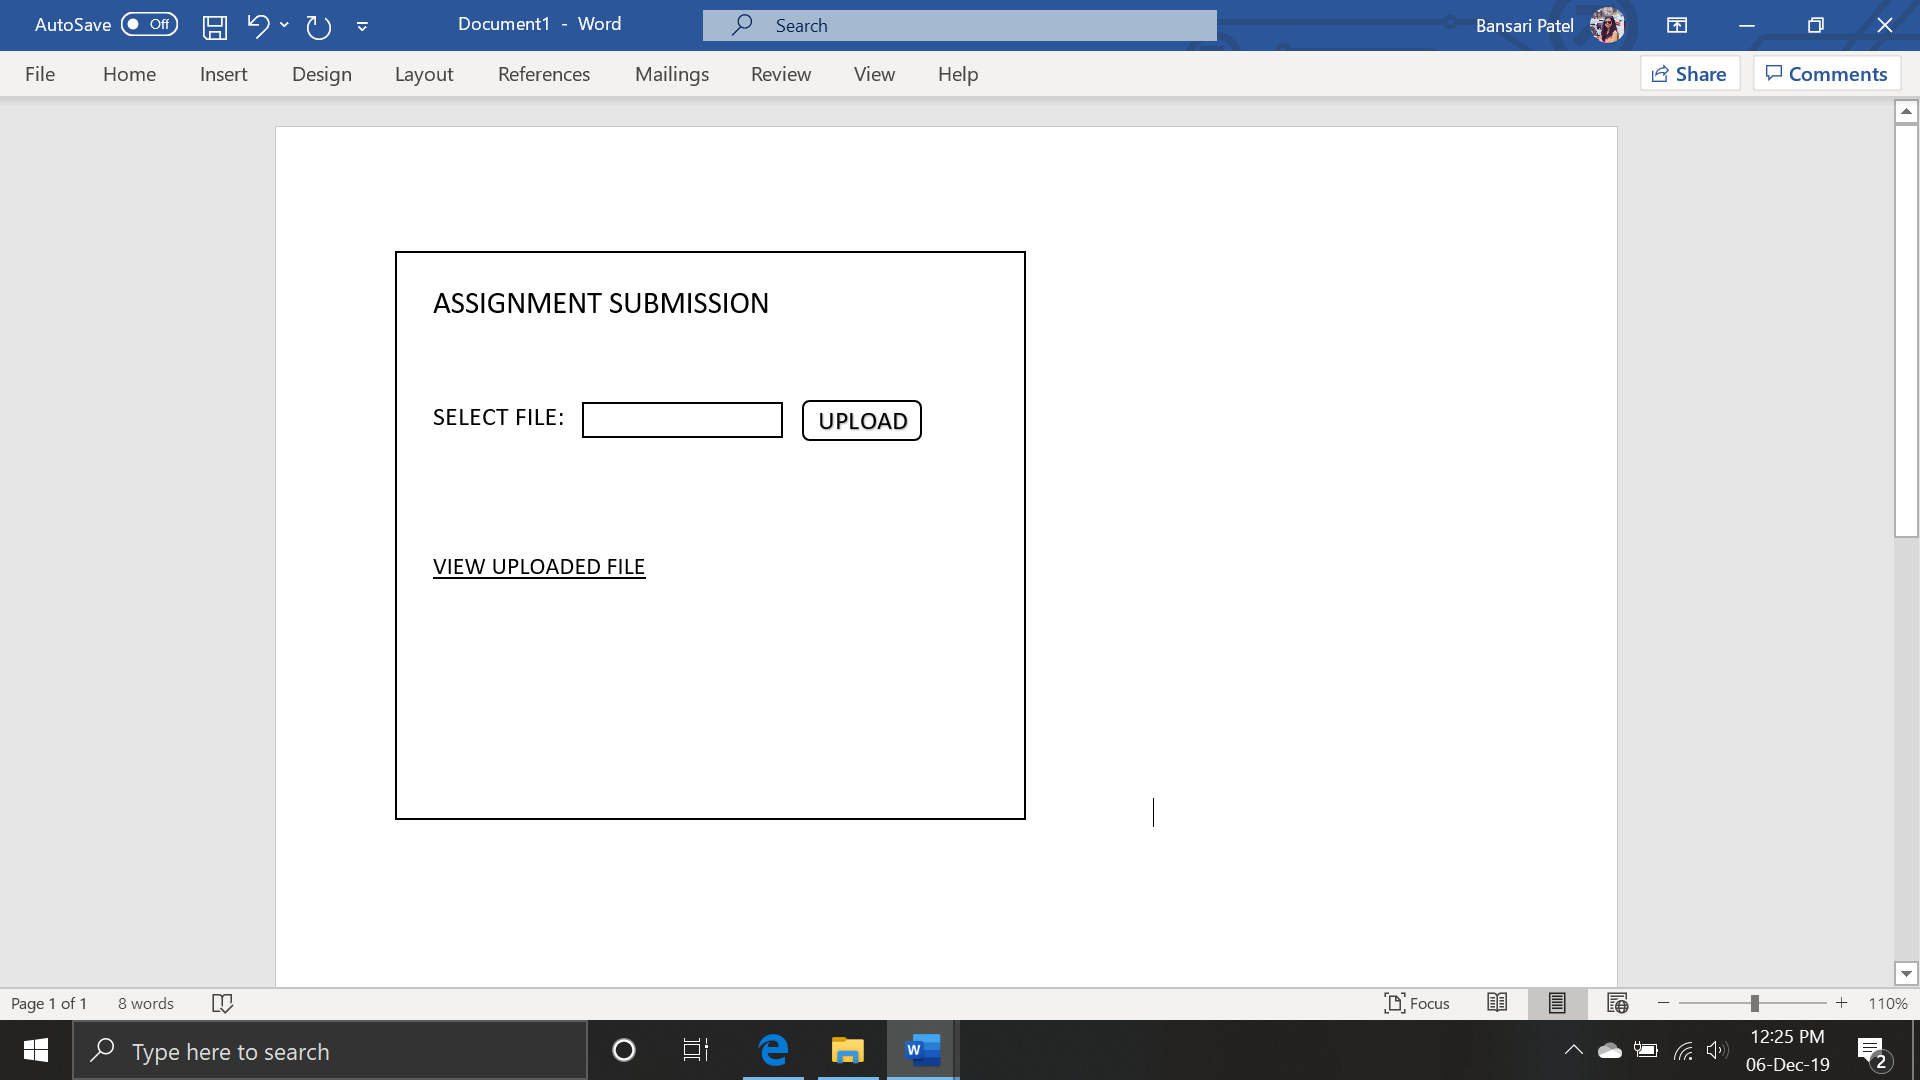 AutoSave Off Document1 - Word Search Bansari Patel
File Home Insert Design Layout References Mailings Review View Help Share Comments
ASSIGNMENT SUBMISSION
SELECT FILE: UPLOAD
VIEW UPLOADED FILE
Page 1 of 1 8 words Focus 110%
Type here to search W 12:25 PM
06-Dec-19 2